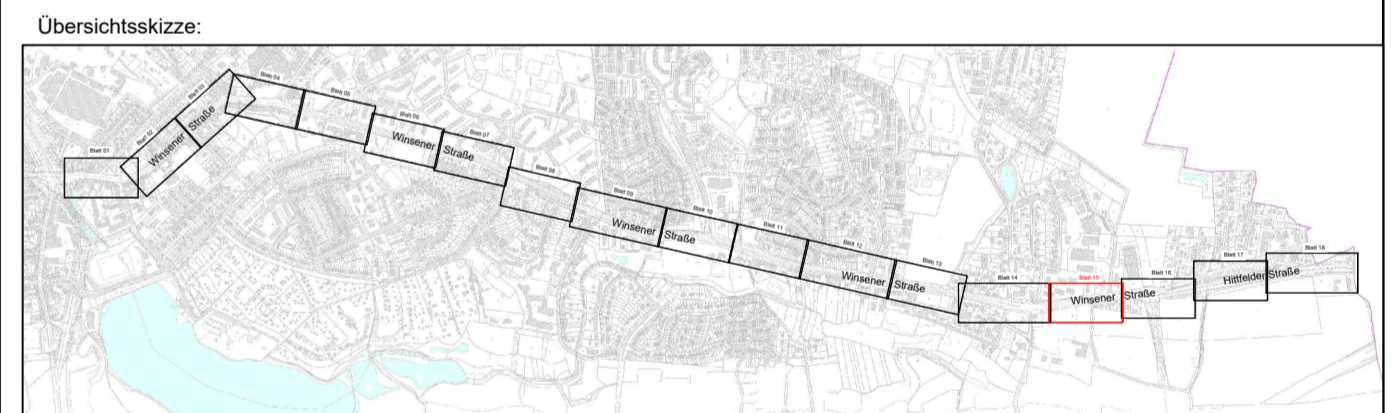 Übersichtsskizze:
Blatt 01
Blatt 02
Blatt 03
Winsener Straße
Blatt 04
Blatt 05
Blatt 06
Blatt 07
Winsener Straße
Blatt 08
Blatt 09
Blatt 10
Winsener Straße
Blatt 11
Blatt 12
Blatt 13
Winsener Straße
Blatt 14
Blatt 15
Blatt 16
Winsener Straße
Blatt 17
Blatt 18
Hittfelder Straße